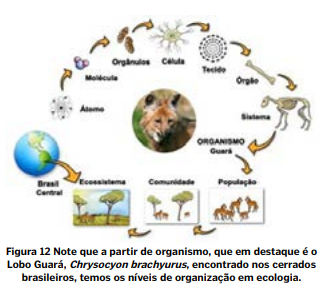 Átomo
Molécula
Orgânulos
Célula
Tecido
Órgão
Sistema
ORGANISMO
Guará
População
Comunidade
Ecossistema
Brasil
Central
Figura 12 Note que a partir de organismo, que em destaque é o
Lobo Guará, Chrysocyon brachyurus, encontrado nos cerrados
brasileiros, temos os níveis de organização em ecologia.